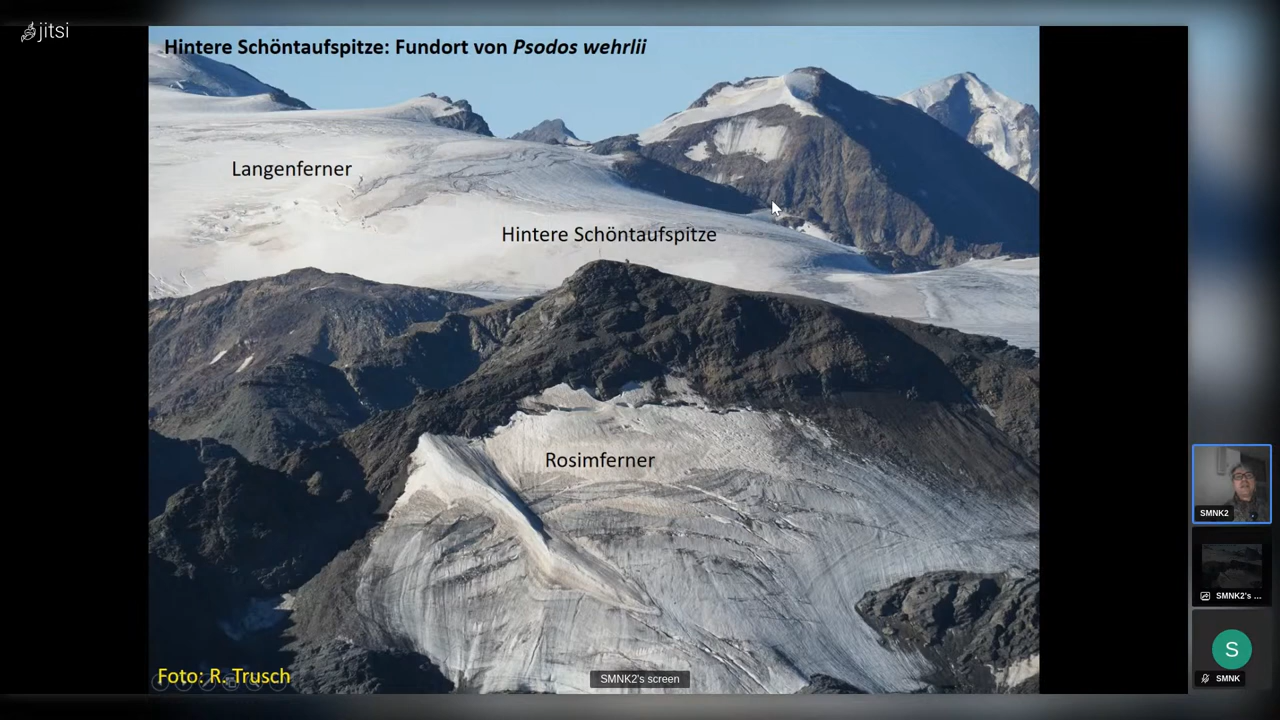 jitsi
Hintere Schöntaufspitze: Fundort von Psodos wehrlii
Langenferner
Hintere Schöntaufspitze
Rosimferner
Foto: R. Trusch
SMNK2's screen
SMNK2
SMNK2's ...
S
SMNK